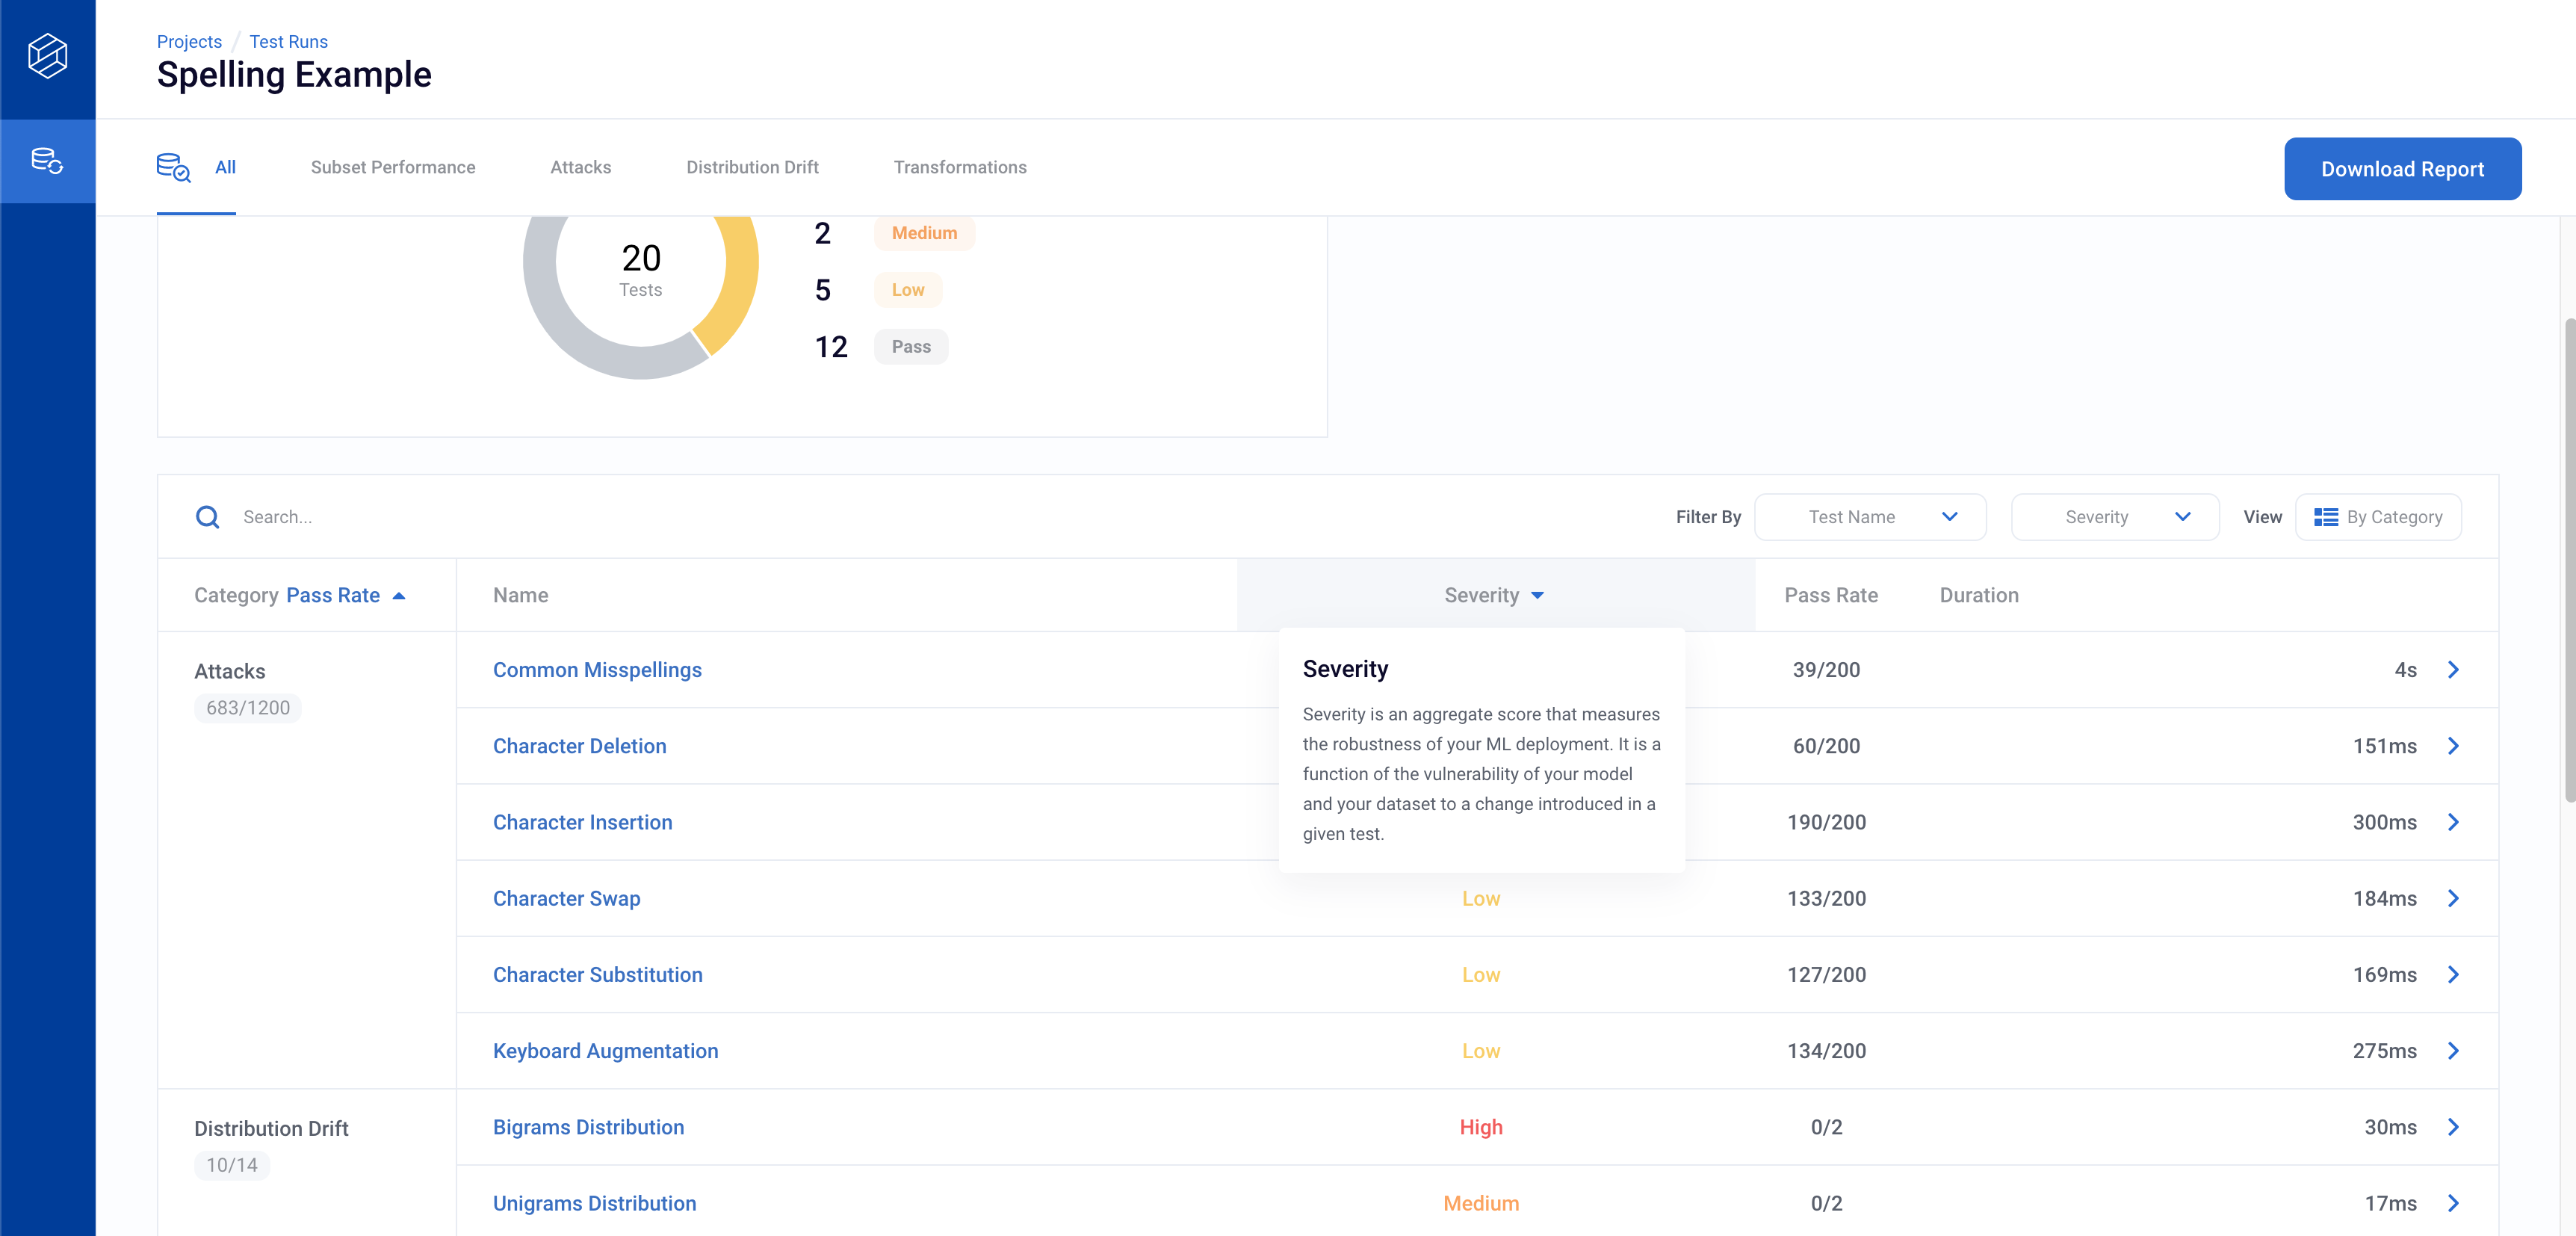 Projects / Test Runs
Spelling Example
All Subset Performance Attacks Distribution Drift Transformations Download Report
20
Tests
2 Medium
5 Low
12 Pass
Search... Filter By Test Name Severity View By Category
Category Pass Rate Name Severity Pass Rate Duration
Attacks
683/1200
Common Misspellings 39/200 4s
Character Deletion 60/200 151ms
Character Insertion 190/200 300ms
Severity
Severity is an aggregate score that measures
the robustness of your ML deployment. It is a
function of the vulnerability of your model
and your dataset to a change introduced in a
given test.
Character Swap Low 133/200 184ms
Character Substitution Low 127/200 169ms
Keyboard Augmentation Low 134/200 275ms
Distribution Drift
10/14
Bigrams Distribution High 0/2 30ms
Unigrams Distribution Medium 0/2 17ms